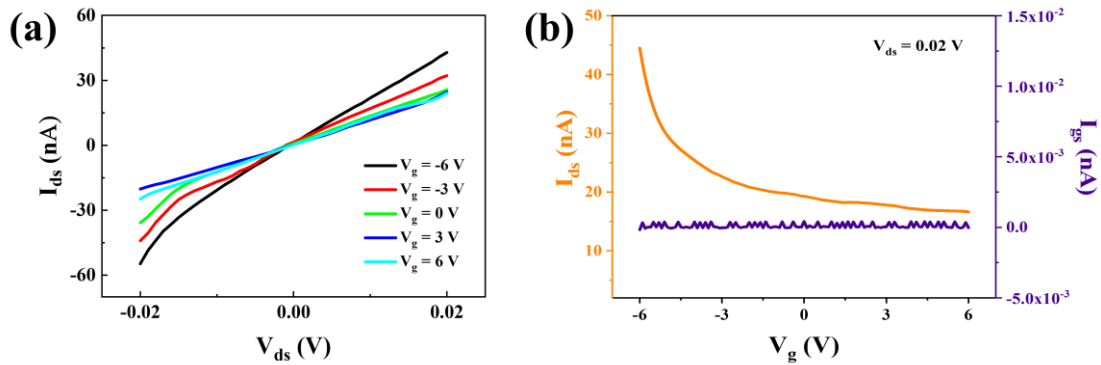 (a)
60
30
0
-30
-60
I_ds (nA)
V_g = -6 V
V_g = -3 V
V_g = 0 V
V_g = 3 V
V_g = 6 V
-0.02
0.00
0.02
V_ds (V)
(b)
50
40
30
20
10
I_ds (nA)
V_ds = 0.02 V
1.5x10^-2
1.0x10^-2
5.0x10^-3
0.0
-5.0x10^-3
I_gs (nA)
-6
-3
0
3
6
V_g (V)